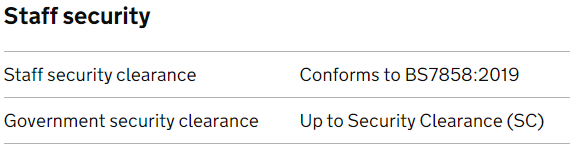 Staff security
Staff security clearance Conforms to BS7858:2019
Government security clearance Up to Security Clearance (SC)